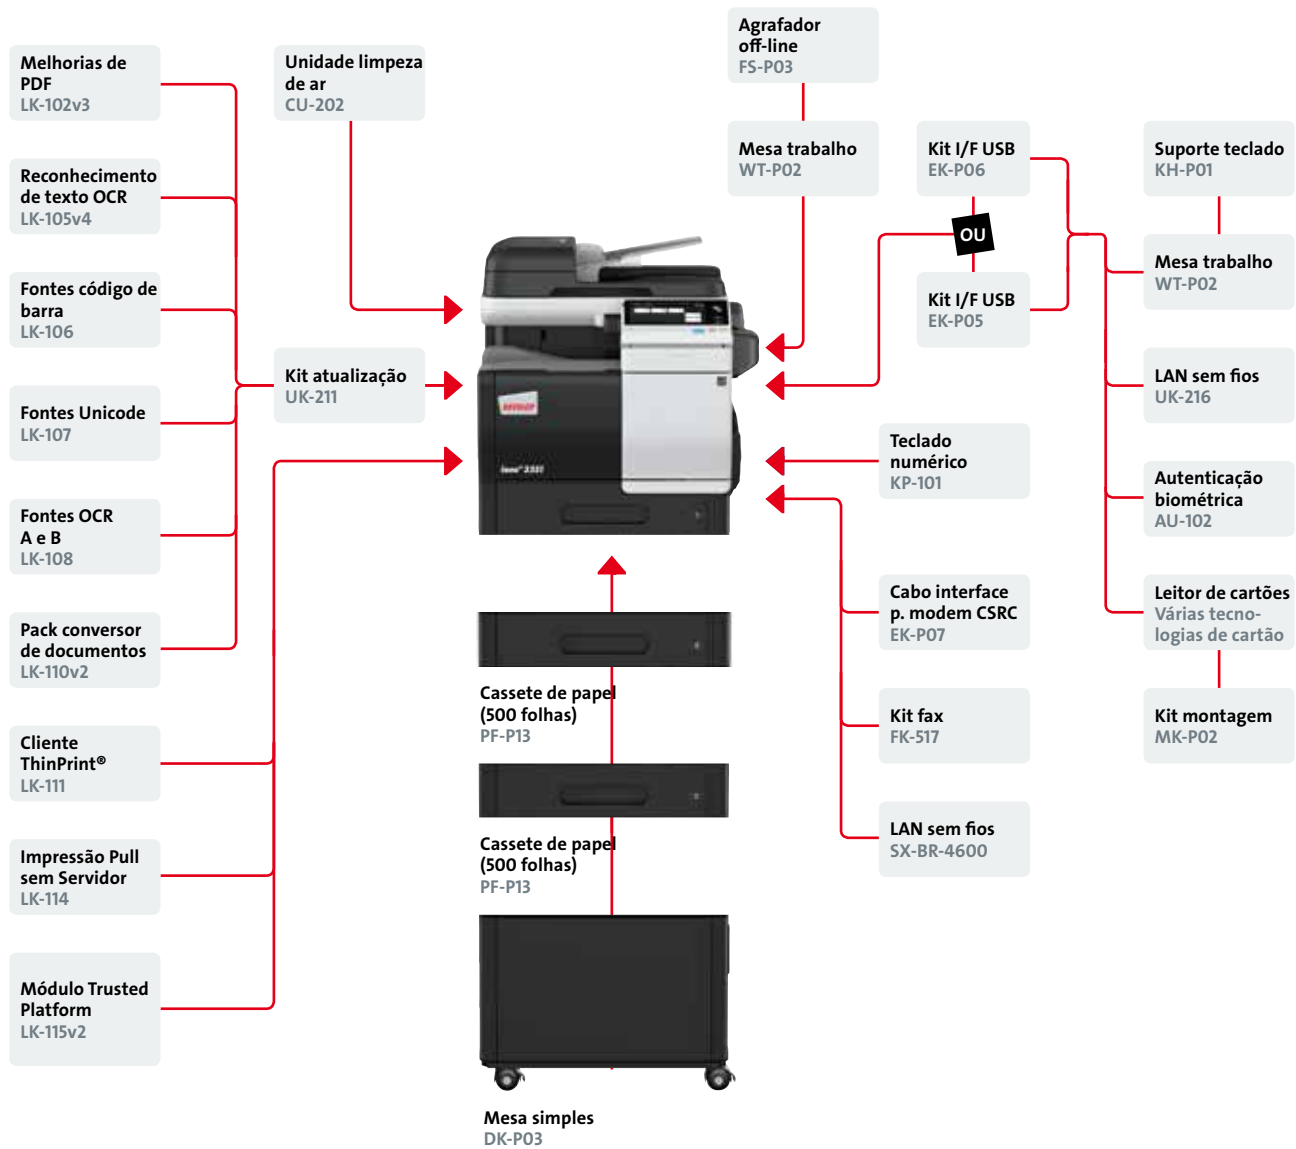 Melhorias de
PDF
LK-102v3
Reconhecimento
de texto OCR
LK-105v4
Fontes código de
barra
LK-106
Fontes Unicode
LK-107
Fontes OCR
A e B
LK-108
Pack conversor
de documentos
LK-110v2
Cliente
ThinPrint®
LK-111
Impressão Pull
sem Servidor
LK-114
Módulo Trusted
Platform
LK-115v2
Unidade limpeza
de ar
CU-202
Kit atualização
UK-211
Agrafador
off-line
FS-P03
Mesa trabalho
WT-P02
Cassete de papel
(500 folhas)
PF-P13
Cassete de papel
(500 folhas)
PF-P13
Mesa simples
DK-P03
Kit I/F USB
EK-P06
OU
Kit I/F USB
EK-P05
Teclado
numérico
KP-101
Cabo interface
p. modem CSRC
EK-P07
Kit fax
FK-517
LAN sem fios
SX-BR-4600
Suporte teclado
KH-P01
Mesa trabalho
WT-P02
LAN sem fios
UK-216
Autenticação
biométrica
AU-102
Leitor de cartões
Várias tecno-
logias de cartão
Kit montagem
MK-P02